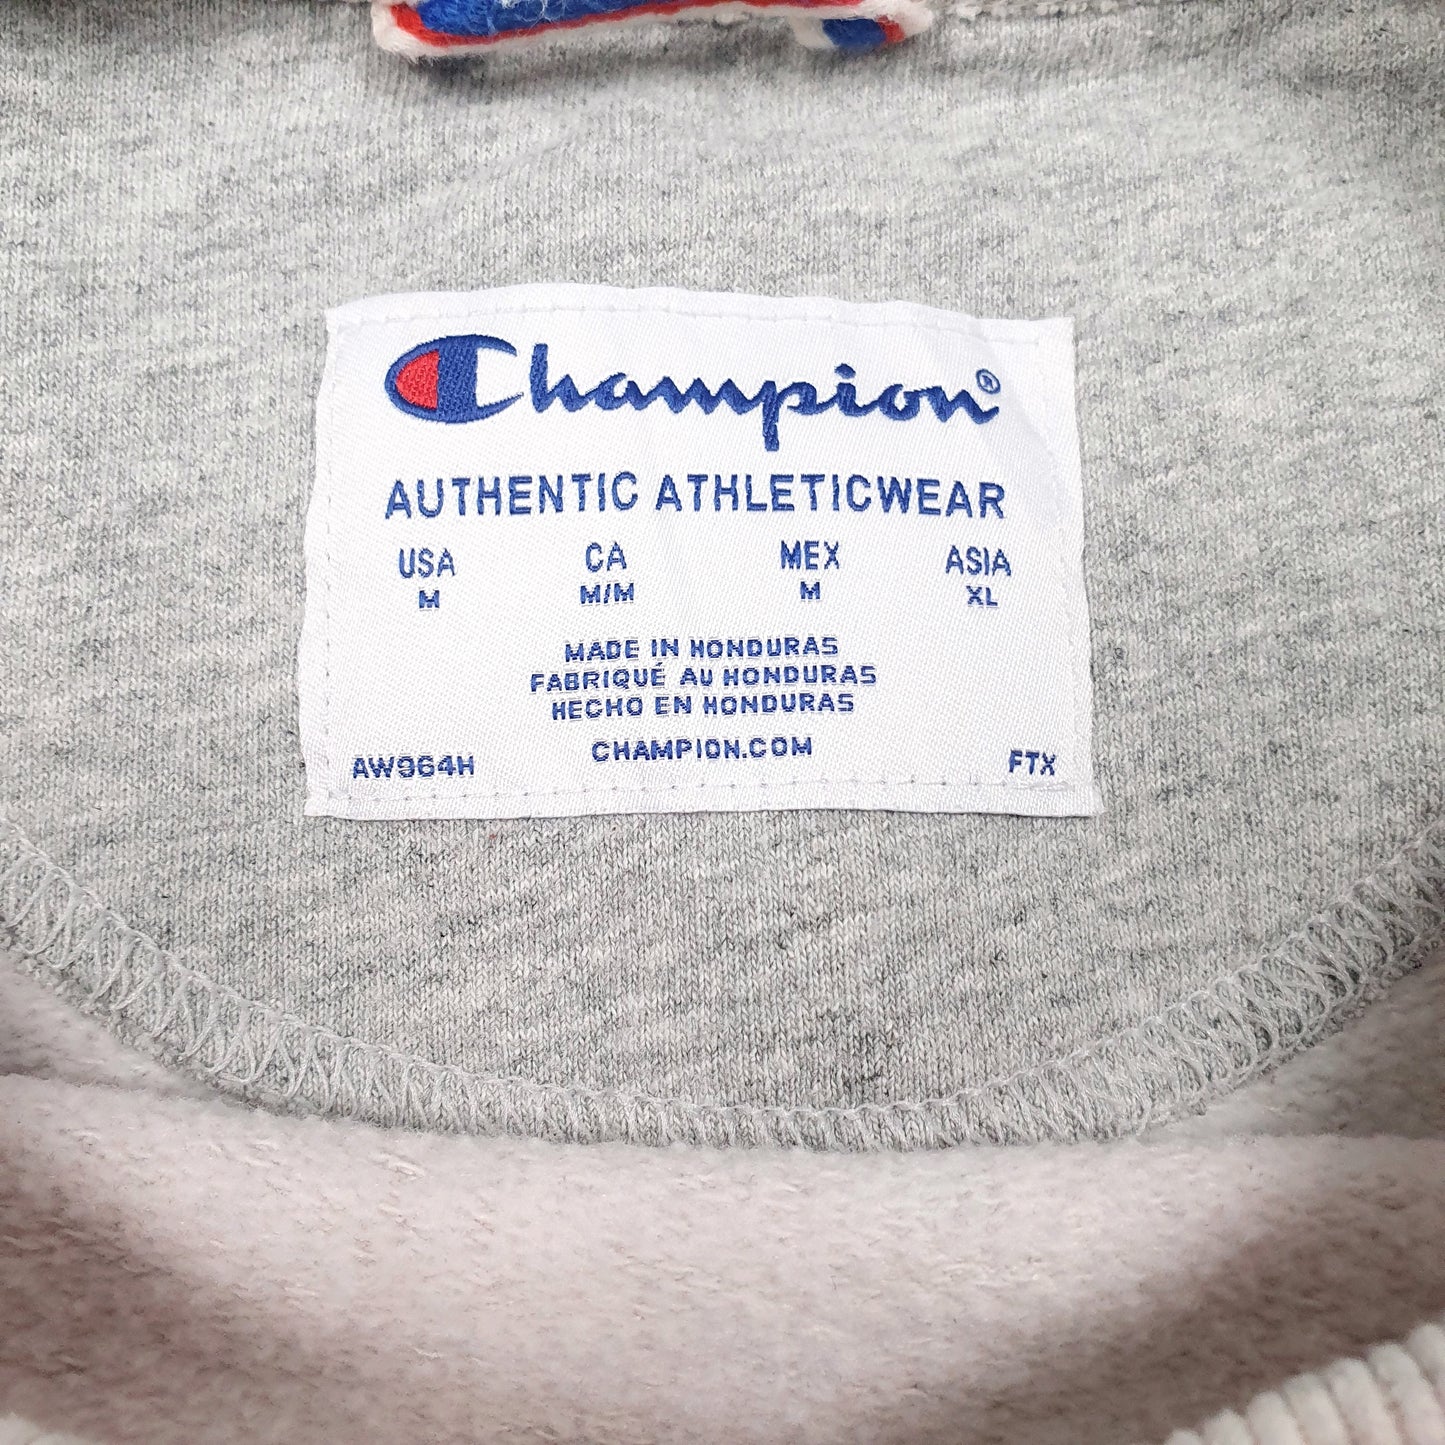 Champion®
AUTHENTIC ATHLETICWEAR
USA CA MEX ASIA
M M/M M XL
MADE IN HONDURAS
FABRIQUÉ AU HONDURAS
HECHO EN HONDURAS
CHAMPION.COM
AW964H FTX